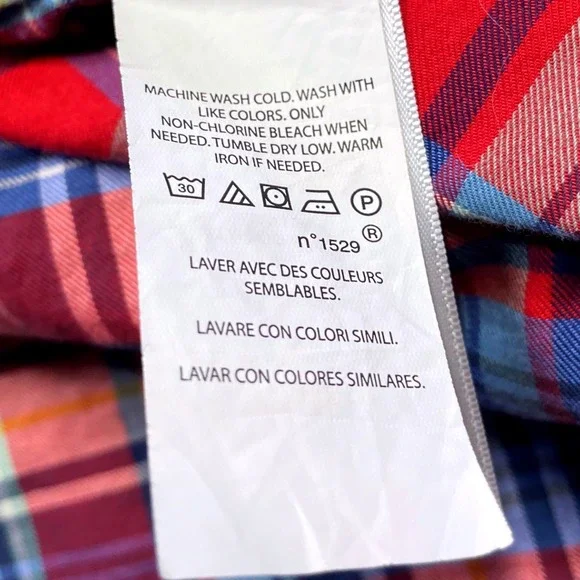 MACHINE WASH COLD. WASH WITH
LIKE COLORS. ONLY
NON-CHLORINE BLEACH WHEN
NEEDED. TUMBLE DRY LOW. WARM
IRON IF NEEDED.
30 P
n°1529®
LAVER AVEC DES COULEURS
SEMBLABLES.
LAVARE CON COLORI SIMILI.
LAVAR CON COLORES SIMILARES.